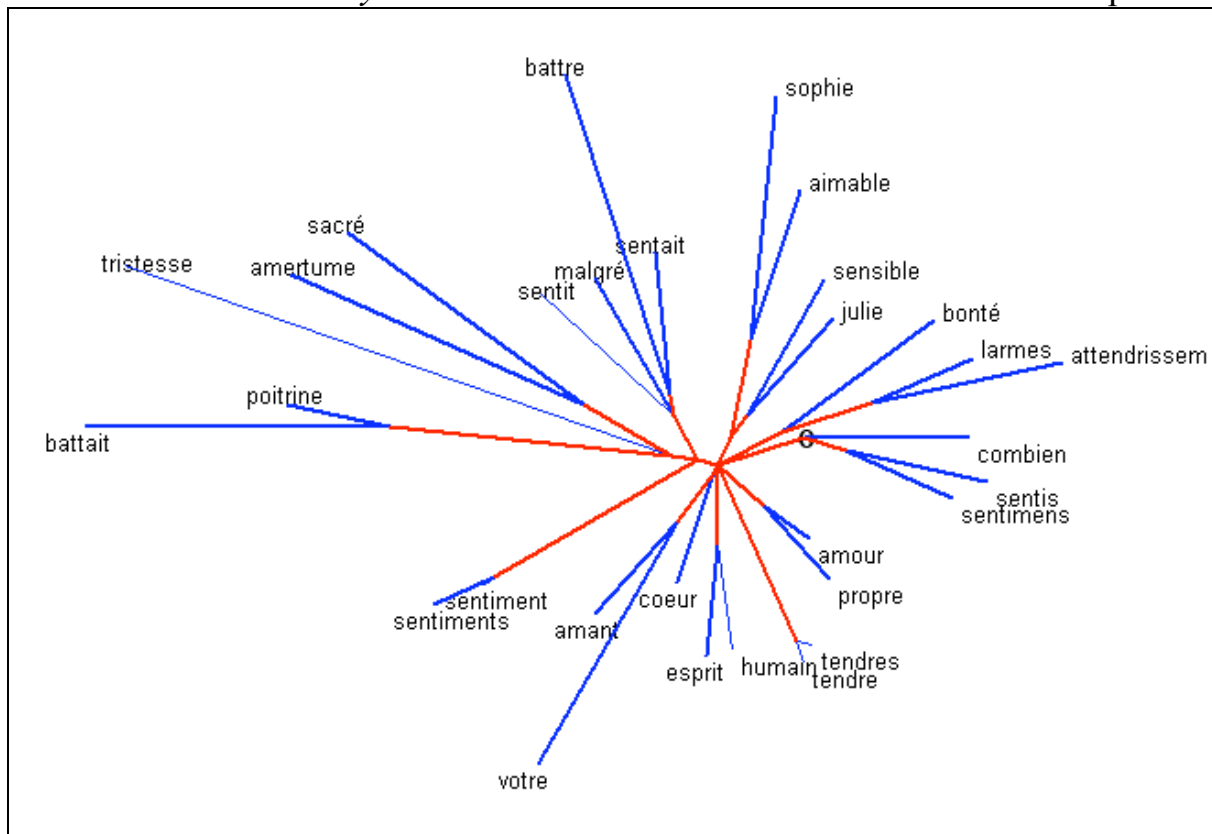 battre
sophie
aimable
sacré
sentait
tristesse
amertume
malgré
sensible
sentit
julie
bonté
larmes
attendrissem
poitrine
battait
combien
sentis
sentimens
amour
sentiment
propre
coeur
sentiments
amant
esprit
humain
tendres
tendre
votre